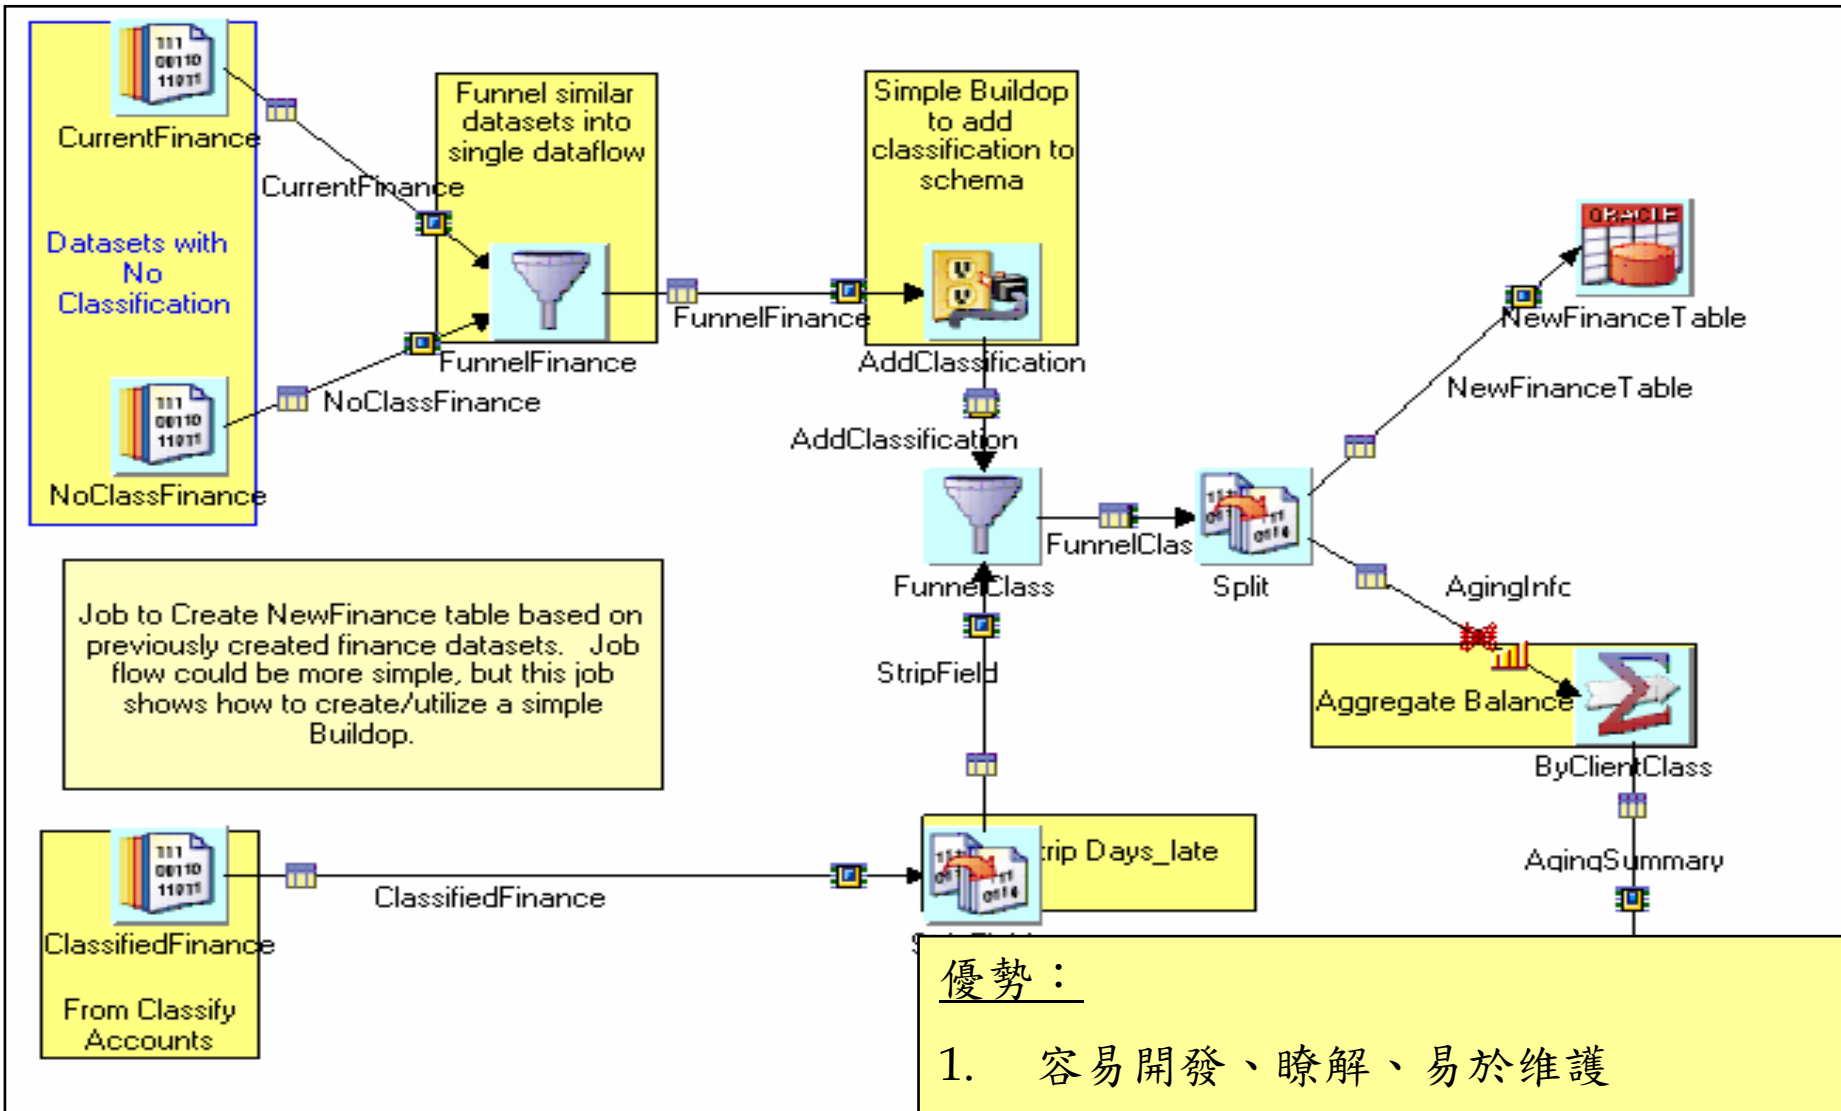 CurrentFinance
Datasets with
No
Classification
NoClassFinance
CurrentFinance
NoClassFinance
Funnel similar
datasets into
single dataflow
FunnelFinance
FunnelFinance
Simple Buildop
to add
classification to
schema
AddClassification
AddClassification
FunnelClass
FunnelClas
Split
ORACLE
NewFinanceTable
NewFinanceTable
AgingInfo
Aggregate Balance
ByClientClass
AgingSummary
StripField
Job to Create NewFinance table based on
previously created finance datasets. Job
flow could be more simple, but this job
shows how to create/utilize a simple
Buildop.
ClassifiedFinance
From Classify
Accounts
ClassifiedFinance
trip Days_late
優勢：
1. 容易開發、瞭解、易於维護